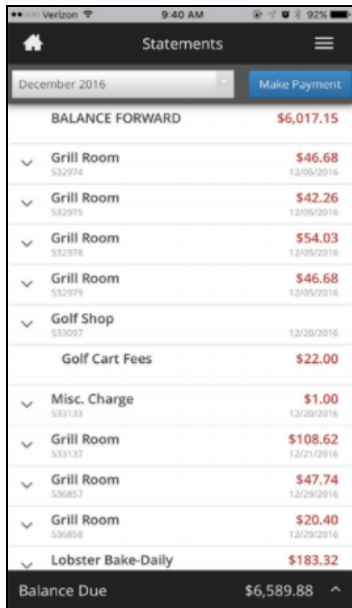 Verizon 9:40 AM 92%
Statements
December 2016 Make Payment
BALANCE FORWARD $6,017.15
Grill Room $46.68
532974 12/05/2016
Grill Room $42.26
532975 12/05/2016
Grill Room $54.03
532978 12/05/2016
Grill Room $46.68
532979 12/05/2016
Golf Shop
533097 12/20/2016
Golf Cart Fees $22.00
Misc. Charge $1.00
533133 12/20/2016
Grill Room $108.62
533137 12/21/2016
Grill Room $47.74
536857 12/29/2016
Grill Room $20.40
536858 12/29/2016
Lobster Bake-Daily $183.32
Balance Due $6,589.88